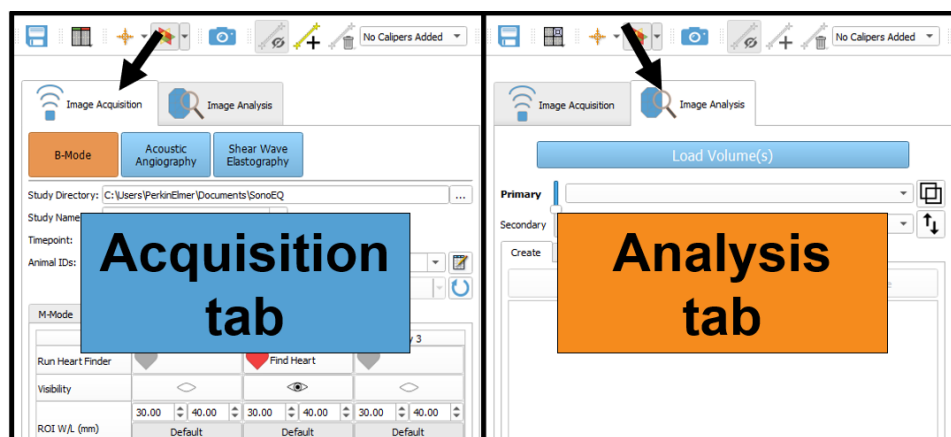 No Calipers Added
Image Acquisition
Image Analysis
B-Mode
Acoustic
Angiography
Shear Wave
Elastography
Study Directory: C:\Users\PerkinElmer\Documents\SonoEQ
...
Study Name
Timepoint:
Animal IDs:
Acquisition
tab
M-Mode
3
Run Heart Finder
Find Heart
Visibility
ROI W/L (mm)
30.00 40.00 30.00 40.00 30.00 40.00
Default Default Default
No Calipers Added
Image Acquisition
Image Analysis
Load Volume(s)
Primary
Secondary
Create
Analysis
tab